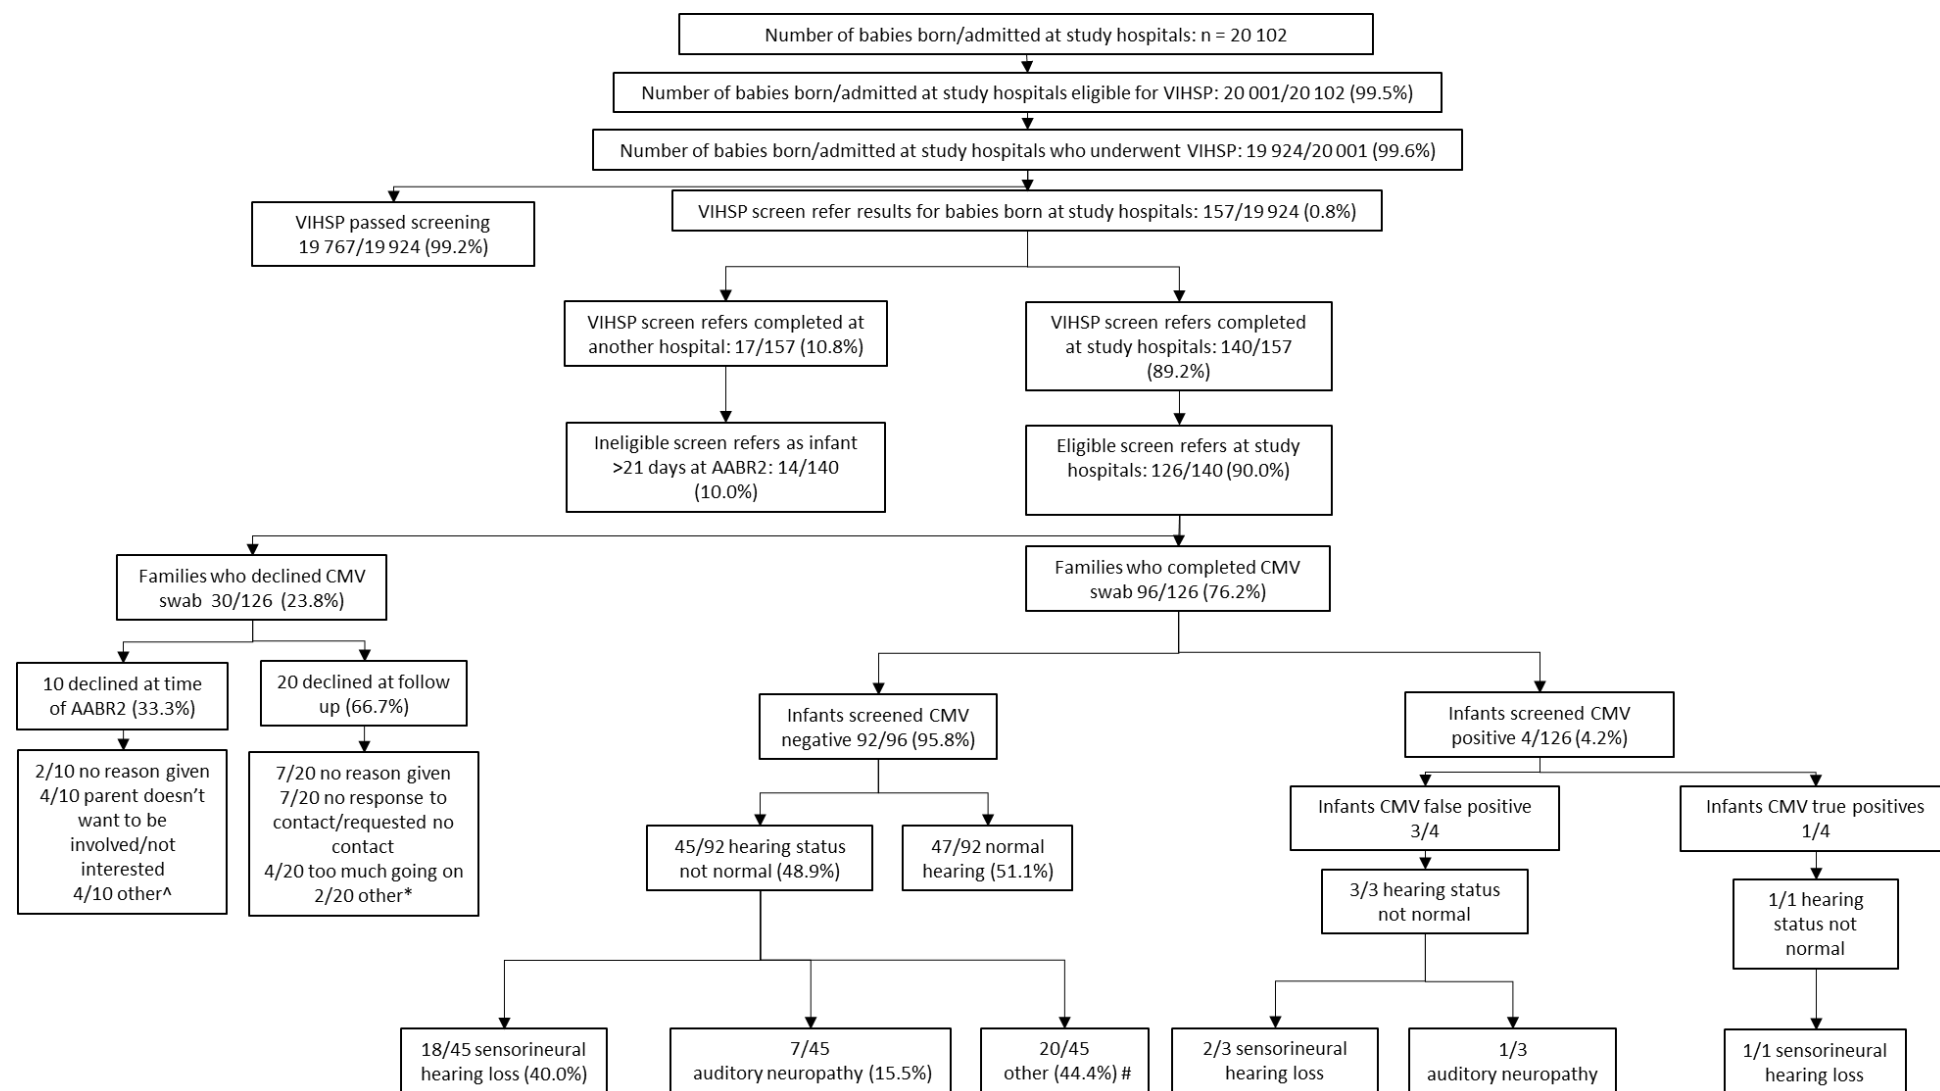 Number of babies born/admitted at study hospitals: n = 20 102
Number of babies born/admitted at study hospitals eligible for VIHSP: 20 001/20 102 (99.5%)
Number of babies born/admitted at study hospitals who underwent VIHSP: 19 924/20 001 (99.6%)
VIHSP passed screening
19 767/19 924 (99.2%)
VIHSP screen refer results for babies born at study hospitals: 157/19 924 (0.8%)
VIHSP screen refers completed at
another hospital: 17/157 (10.8%)
VIHSP screen refers completed
at study hospitals: 140/157
(89.2%)
Ineligible screen refers as infant
>21 days at AABR2: 14/140
(10.0%)
Eligible screen refers at study
hospitals: 126/140 (90.0%)
Families who declined CMV
swab 30/126 (23.8%)
Families who completed CMV
swab 96/126 (76.2%)
10 declined at time
of AABR2 (33.3%)
20 declined at follow
up (66.7%)
2/10 no reason given
4/10 parent doesn't
want to be
involved/not
interested
4/10 other^
7/20 no reason given
7/20 no response to
contact/requested no
contact
4/20 too much going on
2/20 other*
Infants screened CMV
negative 92/96 (95.8%)
Infants screened CMV
positive 4/126 (4.2%)
45/92 hearing status
not normal (48.9%)
47/92 normal
hearing (51.1%)
Infants CMV false positive
3/4
Infants CMV true positives
1/4
3/3 hearing status
not normal
1/1 hearing
status not
normal
18/45 sensorineural
hearing loss (40.0%)
7/45
auditory neuropathy (15.5%)
20/45
other (44.4%) #
2/3 sensorineural
hearing loss
1/3
auditory neuropathy
1/1 sensorineural
hearing loss